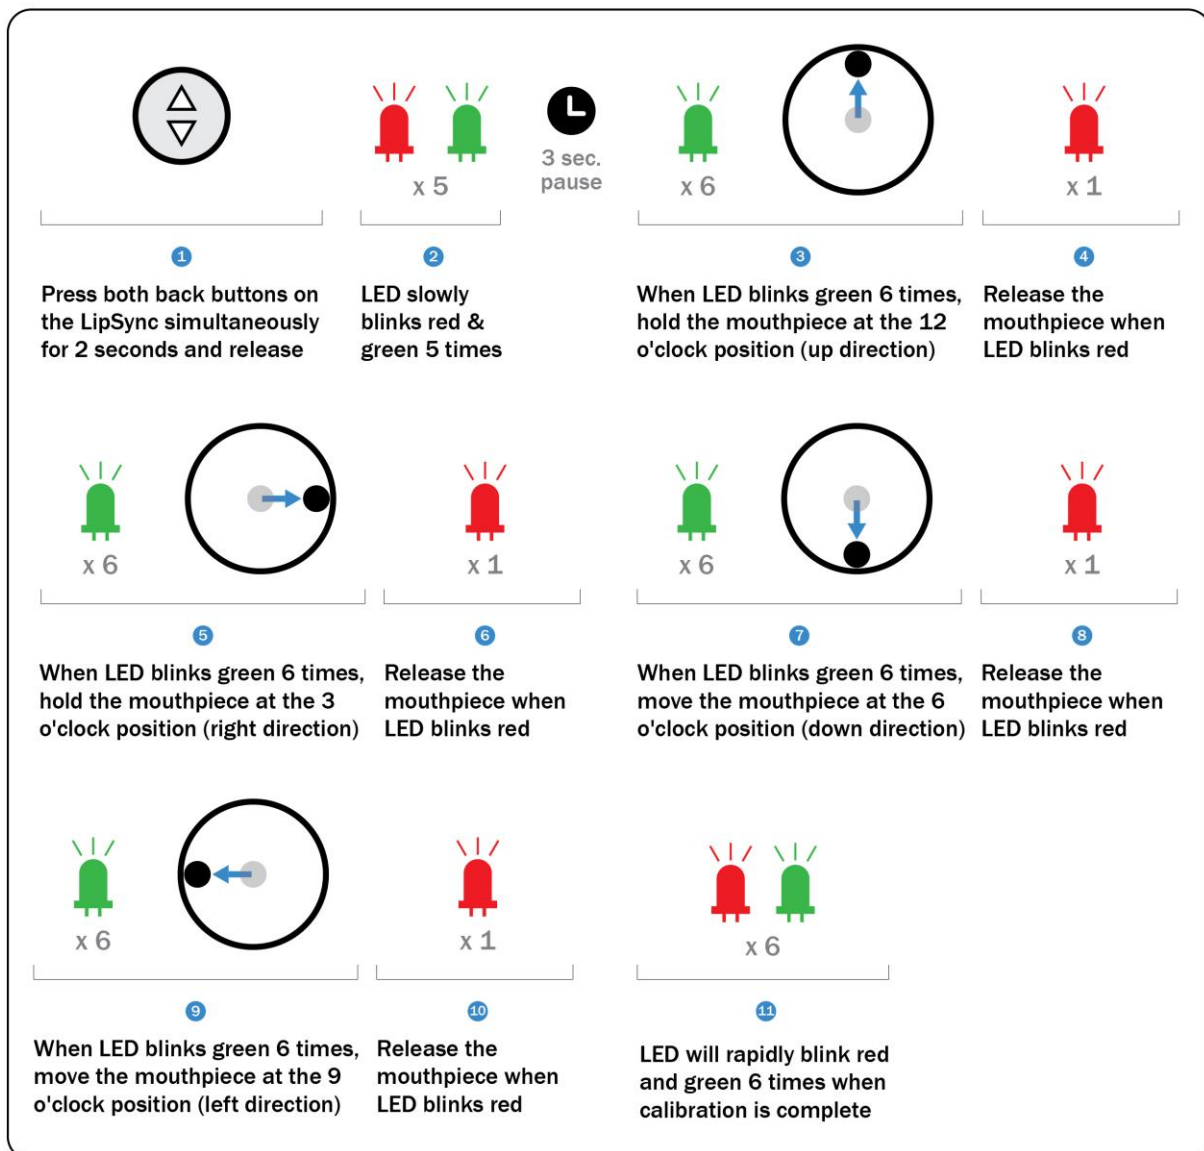 x 5
3 sec.
pause
x 6
x 1
1
Press both back buttons on
the LipSync simultaneously
for 2 seconds and release
2
LED slowly
blinks red &
green 5 times
3
When LED blinks green 6 times,
hold the mouthpiece at the 12
o'clock position (up direction)
4
Release the
mouthpiece when
LED blinks red
x 6
x 1
x 6
x 1
5
When LED blinks green 6 times,
hold the mouthpiece at the 3
o'clock position (right direction)
6
Release the
mouthpiece when
LED blinks red
7
When LED blinks green 6 times,
move the mouthpiece at the 6
o'clock position (down direction)
8
Release the
mouthpiece when
LED blinks red
x 6
x 1
x 6
9
When LED blinks green 6 times,
move the mouthpiece at the 9
o'clock position (left direction)
10
Release the
mouthpiece when
LED blinks red
11
LED will rapidly blink red
and green 6 times when
calibration is complete